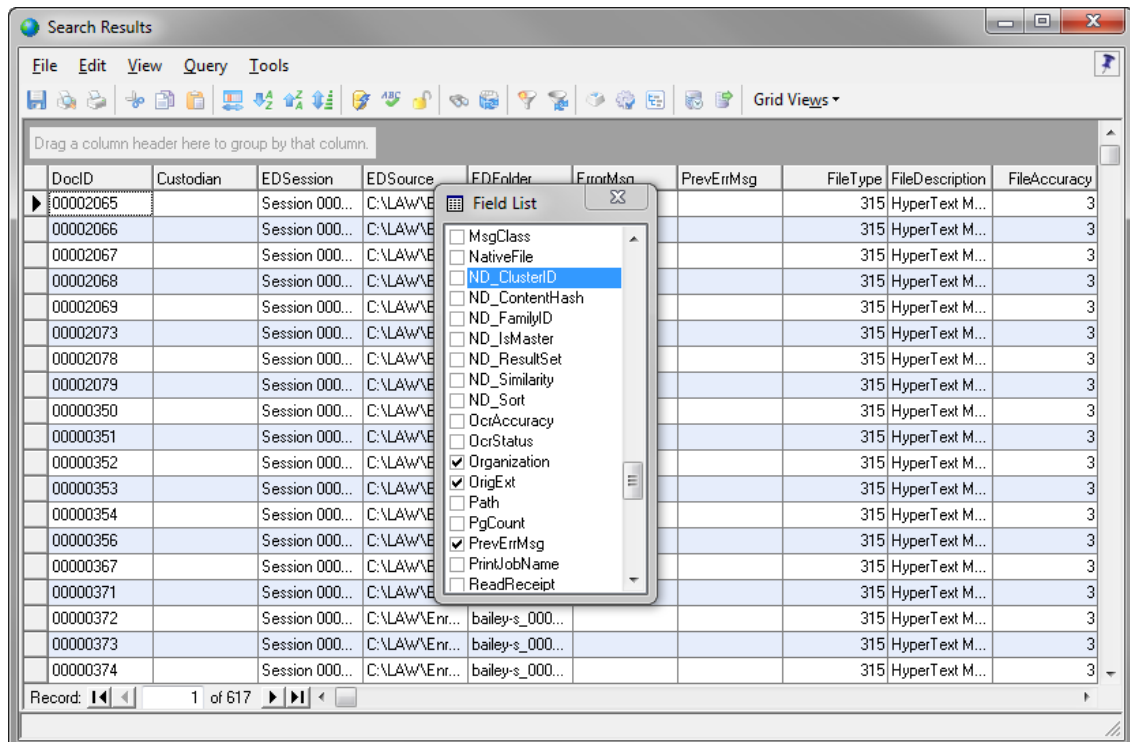 Search Results
File Edit View Query Tools
Grid Views
Drag a column header here to group by that column.
DocID Custodian EDSession EDSource EDFolder ErrorMsg PrevErrMsg FileType FileDescription FileAccuracy
00002065 Session 000... C:\LAW\E 315 HyperText M... 3
00002066 Session 000... C:\LAW\E 315 HyperText M... 3
00002067 Session 000... C:\LAW\E 315 HyperText M... 3
00002068 Session 000... C:\LAW\E 315 HyperText M... 3
00002069 Session 000... C:\LAW\E 315 HyperText M... 3
00002073 Session 000... C:\LAW\E 315 HyperText M... 3
00002078 Session 000... C:\LAW\E 315 HyperText M... 3
00002079 Session 000... C:\LAW\E 315 HyperText M... 3
00000350 Session 000... C:\LAW\E 315 HyperText M... 3
00000351 Session 000... C:\LAW\E 315 HyperText M... 3
00000352 Session 000... C:\LAW\E 315 HyperText M... 3
00000353 Session 000... C:\LAW\E 315 HyperText M... 3
00000354 Session 000... C:\LAW\E 315 HyperText M... 3
00000356 Session 000... C:\LAW\E 315 HyperText M... 3
00000367 Session 000... C:\LAW\E 315 HyperText M... 3
00000371 Session 000... C:\LAW\E 315 HyperText M... 3
00000372 Session 000... C:\LAW\Enr... bailey-s_000... 315 HyperText M... 3
00000373 Session 000... C:\LAW\Enr... bailey-s_000... 315 HyperText M... 3
00000374 Session 000... C:\LAW\Enr... bailey-s_000... 315 HyperText M... 3
Field List
MsgClass
NativeFile
ND_ClusterID
ND_ContentHash
ND_FamilyID
ND_IsMaster
ND_ResultSet
ND_Similarity
ND_Sort
OcrAccuracy
OcrStatus
Organization
OrigExt
Path
PgCount
PrevErrMsg
PrintJobName
ReadReceipt
Record: 1 of 617